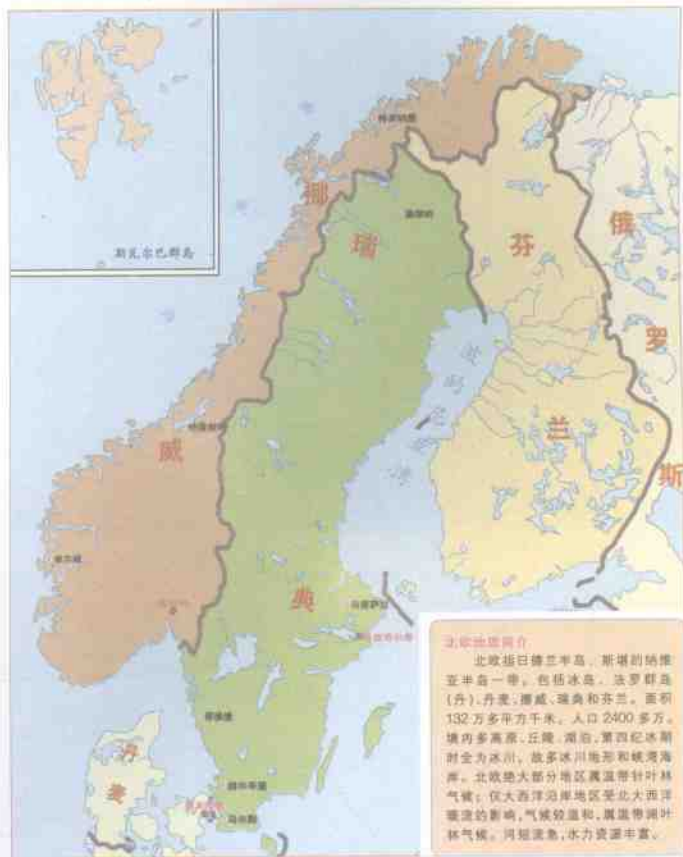 斯瓦尔巴群岛
挪
威
瑞
典
芬
兰
俄
罗
斯
丹
麦
马尔默
北欧地理简介
北欧指日德兰半岛、斯堪的纳维
亚半岛一带。包括冰岛、法罗群岛
(丹)、丹麦、挪威、瑞典和芬兰。面积
132万多平方千米。人口2400多万。
境内多高原、丘陵、湖泊，第四纪冰期
时全为冰川，故多冰川地形和峡湾海
岸。北欧绝大部分地区属温带针叶林
气候；仅大西洋沿岸地区受北大西洋
暖流的影响，气候较温和，属温带阔叶
林气候。河短流急，水力资源丰富。